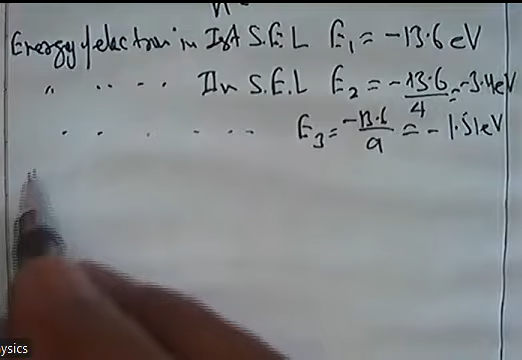 n
Energy of electron in Ist S.E.L E₁ = -13.6 eV
" " - - - IIn S.E.L E₂ = -13.6/4 = -3.4eV
" - - - - - E₃ = -13.6/9 = -1.51eV
ysics